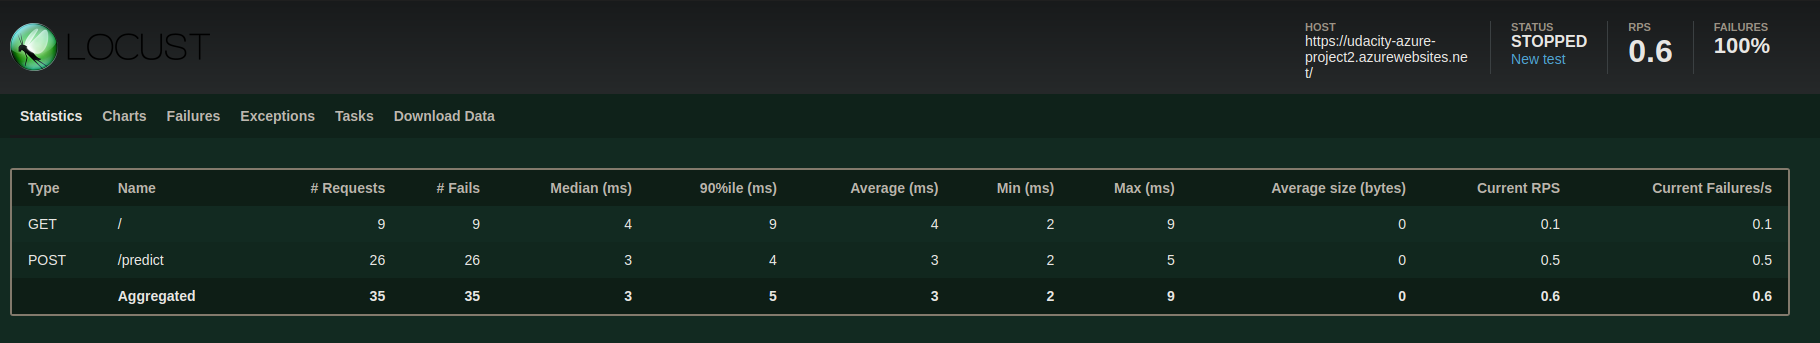 LOCUST
HOST
https://udacity-azure-
project2.azurewebsites.ne
t/
STATUS
STOPPED
New test
RPS
0.6
FAILURES
100%
Statistics Charts Failures Exceptions Tasks Download Data
Type Name # Requests # Fails Median (ms) 90%ile (ms) Average (ms) Min (ms) Max (ms) Average size (bytes) Current RPS Current Failures/s
GET / 9 9 4 9 4 2 9 0 0.1 0.1
POST /predict 26 26 3 4 3 2 5 0 0.5 0.5
Aggregated 35 35 3 5 3 2 9 0 0.6 0.6